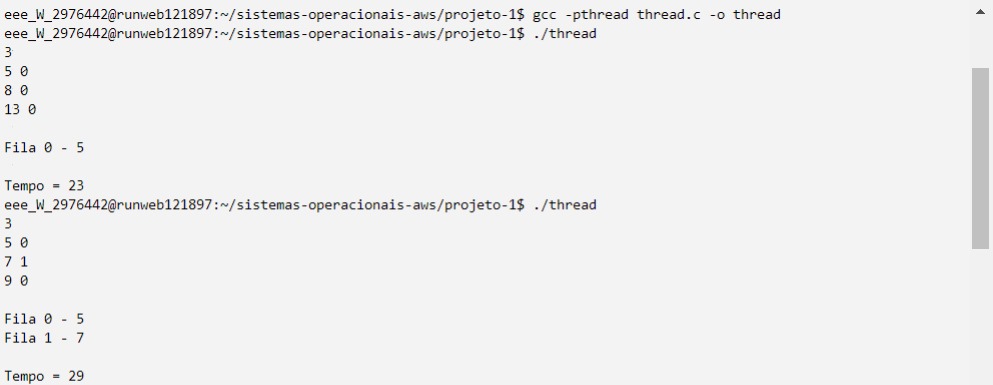 eee_W_2976442@runweb121897:~/sistemas-operacionais-aws/projeto-1$ gcc -pthread thread.c -o thread
eee_W_2976442@runweb121897:~/sistemas-operacionais-aws/projeto-1$ ./thread
3
5 0
8 0
13 0
Fila 0 - 5
Tempo = 23
eee_W_2976442@runweb121897:~/sistemas-operacionais-aws/projeto-1$ ./thread
3
5 0
7 1
9 0
Fila 0 - 5
Fila 1 - 7
Tempo = 29